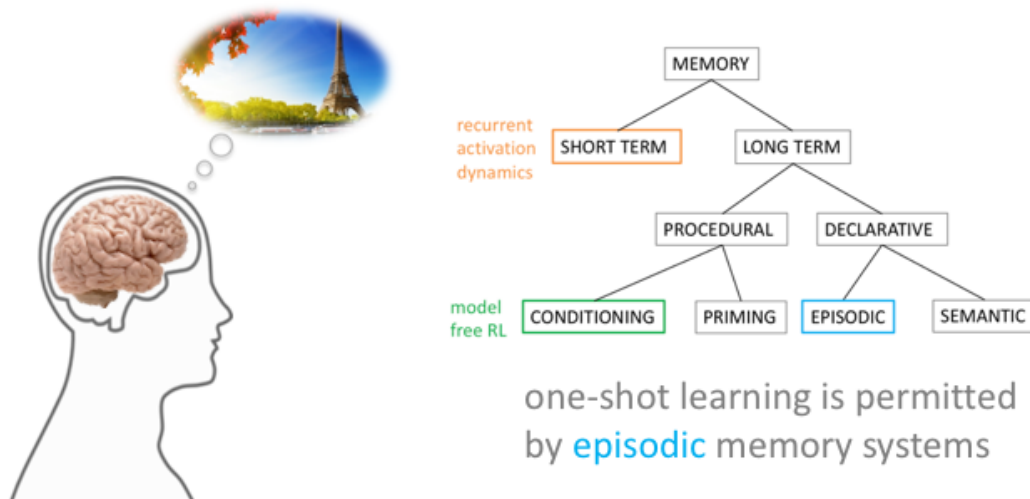 MEMORY
recurrent
activation
dynamics
SHORT TERM
LONG TERM
PROCEDURAL
DECLARATIVE
model
free RL
CONDITIONING
PRIMING
EPISODIC
SEMANTIC
one-shot learning is permitted
by episodic memory systems